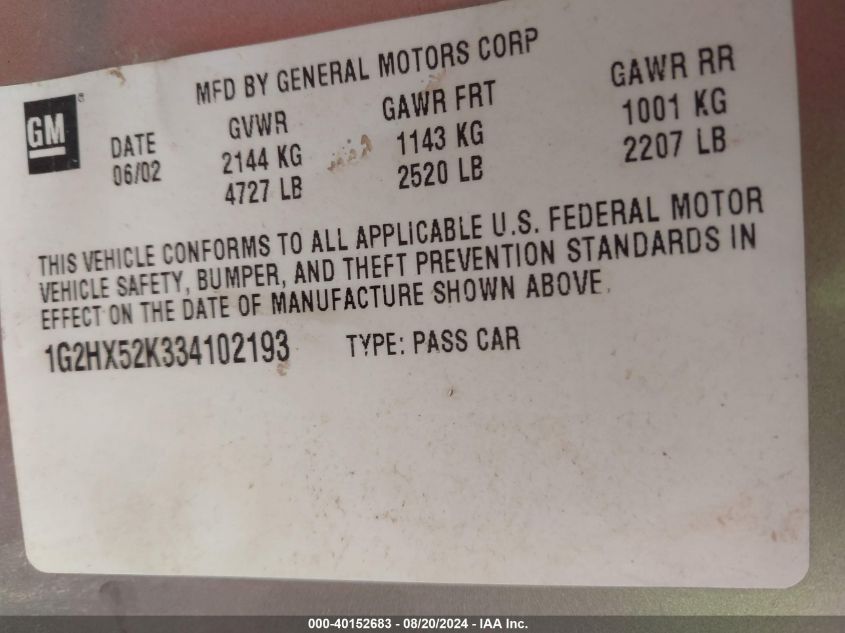 MFD BY GENERAL MOTORS CORP
GM®
DATE GVWR GAWR FRT GAWR RR
06/02 2144 KG 1143 KG 1001 KG
4727 LB 2520 LB 2207 LB
THIS VEHICLE CONFORMS TO ALL APPLICABLE U.S. FEDERAL MOTOR
VEHICLE SAFETY, BUMPER, AND THEFT PREVENTION STANDARDS IN
EFFECT ON THE DATE OF MANUFACTURE SHOWN ABOVE.
1G2HX52K334102193 TYPE: PASS CAR
000-40152683 - 08/20/2024 - IAA Inc.